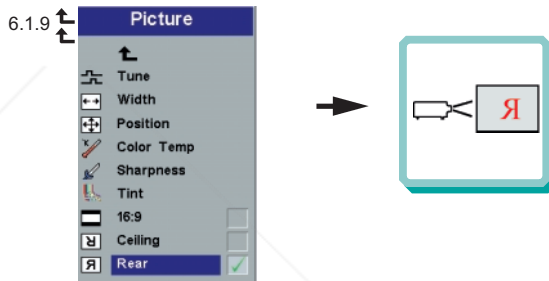 6.1.9
Picture
Tune
Width
Position
Color Temp
Sharpness
Tint
16:9
Ceiling
Rear
Я